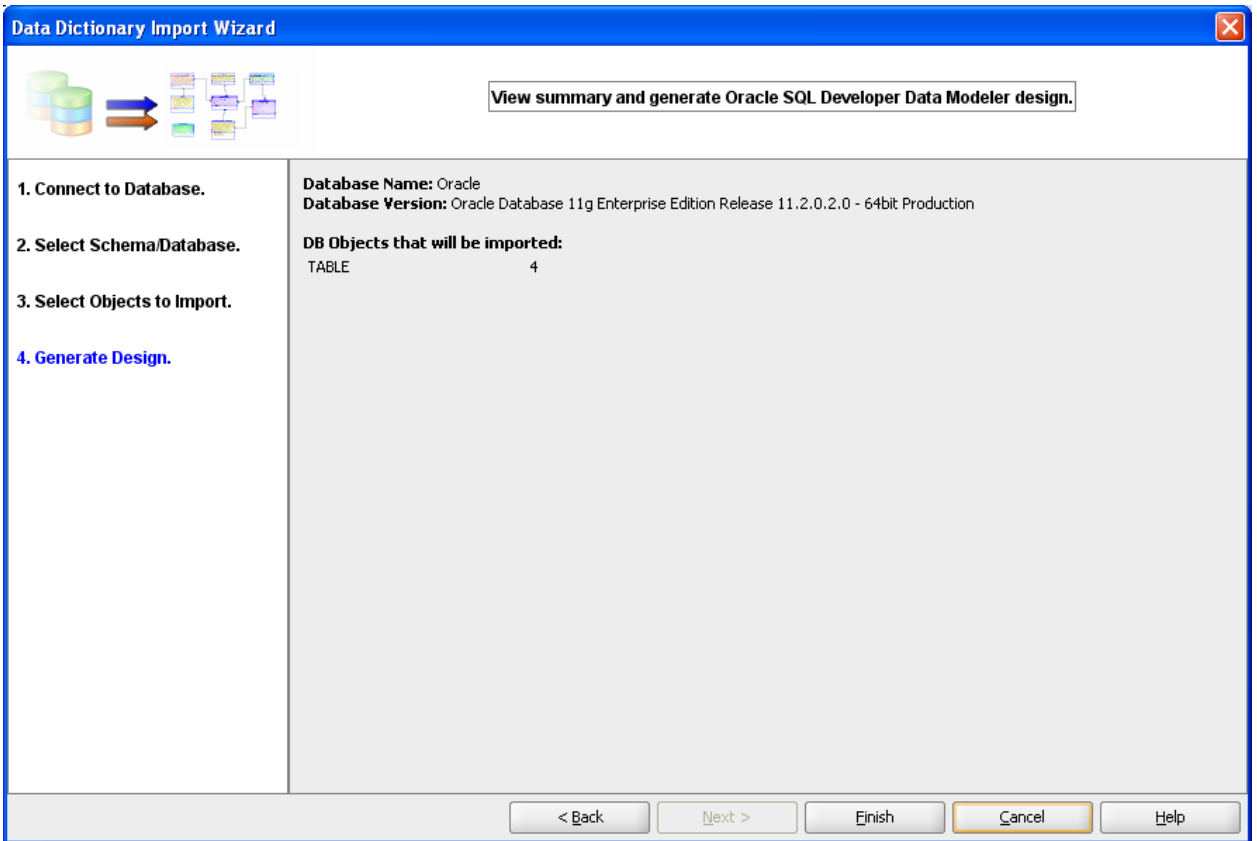 Data Dictionary Import Wizard
View summary and generate Oracle SQL Developer Data Modeler design.
1. Connect to Database.
2. Select Schema/Database.
3. Select Objects to Import.
4. Generate Design.
Database Name: Oracle
Database Version: Oracle Database 11g Enterprise Edition Release 11.2.0.2.0 - 64bit Production
DB Objects that will be imported:
TABLE 4
< Back Next > Finish Cancel Help